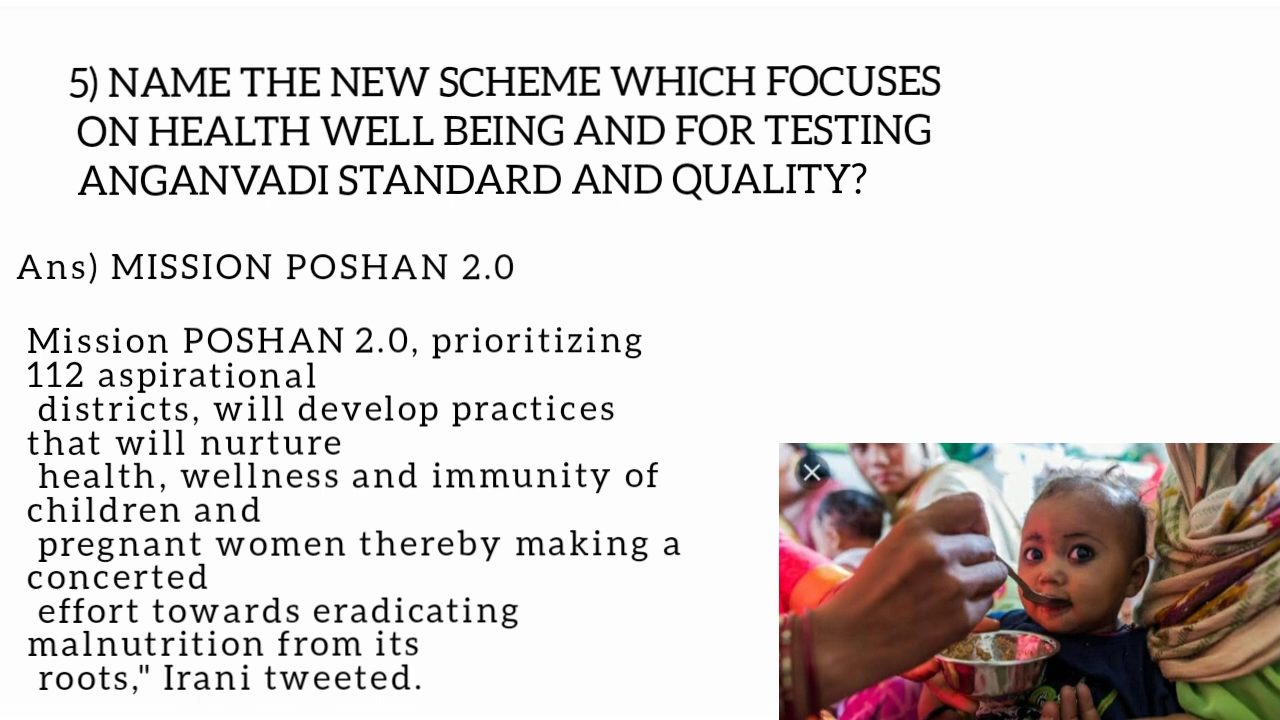 5) NAME THE NEW SCHEME WHICH FOCUSES
ON HEALTH WELL BEING AND FOR TESTING
ANGANVADI STANDARD AND QUALITY?
Ans) MISSION POSHAN 2.0
Mission POSHAN 2.0, prioritizing
112 aspirational
districts, will develop practices
that will nurture
health, wellness and immunity of
children and
pregnant women thereby making a
concerted
effort towards eradicating
malnutrition from its
roots," Irani tweeted.